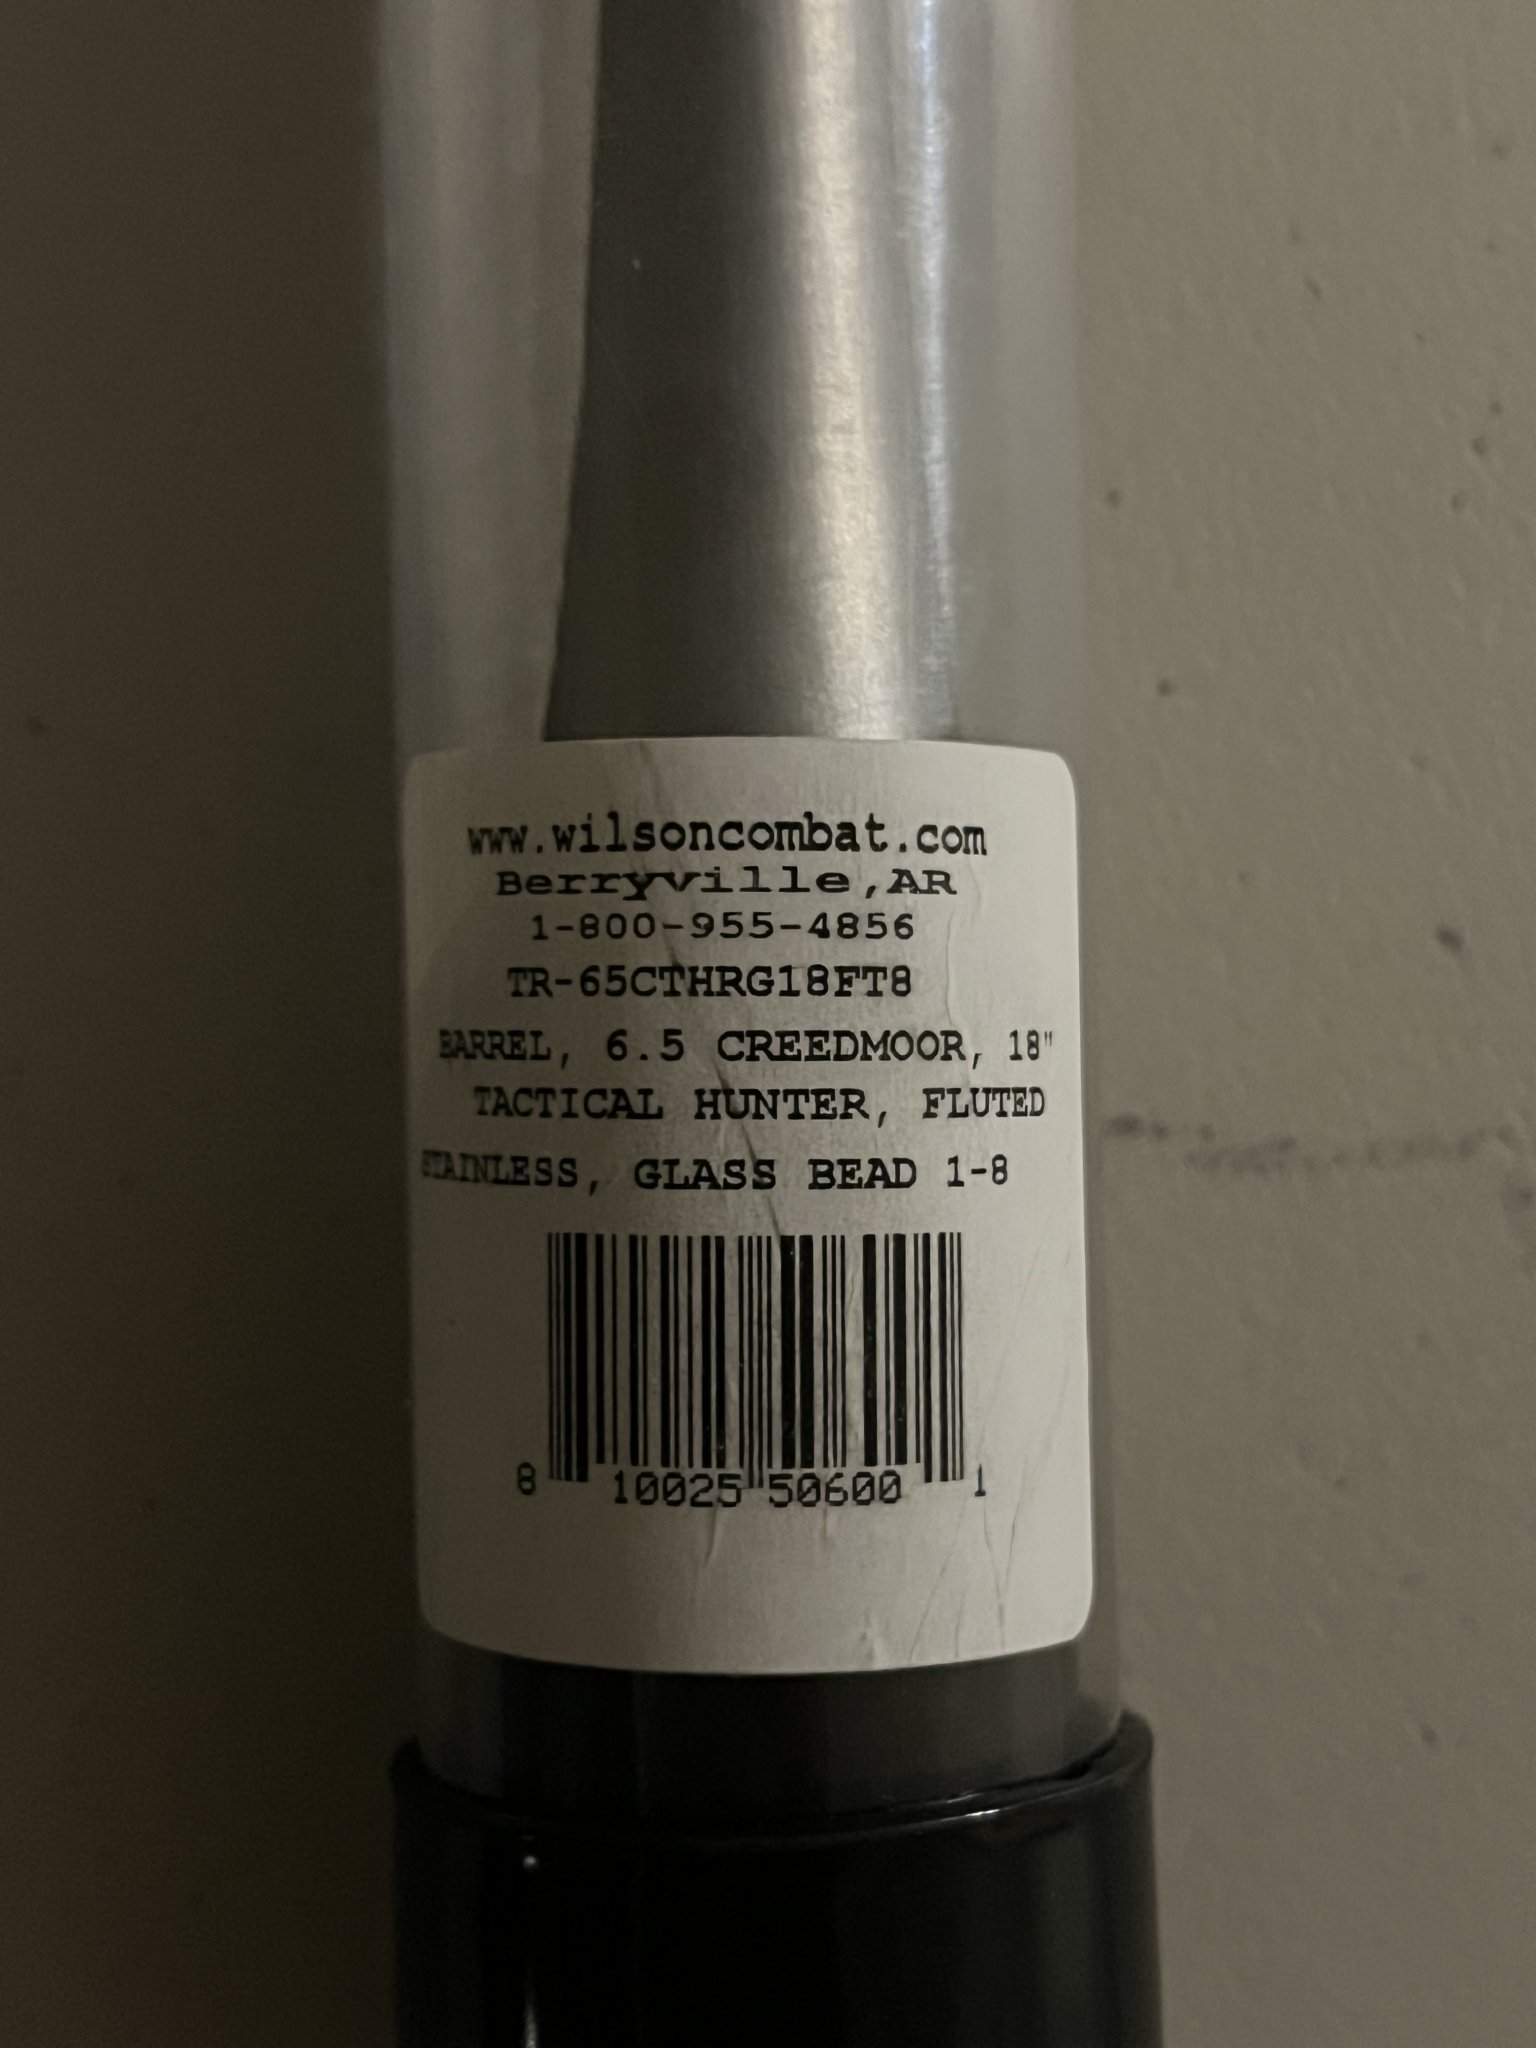 www.wilsoncombat.com
Berryville,AR
1-800-955-4856
TR-65CTHRG18FT8
BARREL, 6.5 CREEDMOOR, 18"
TACTICAL HUNTER, FLUTED
STAINLESS, GLASS BEAD 1-8
8 10025 50600 1